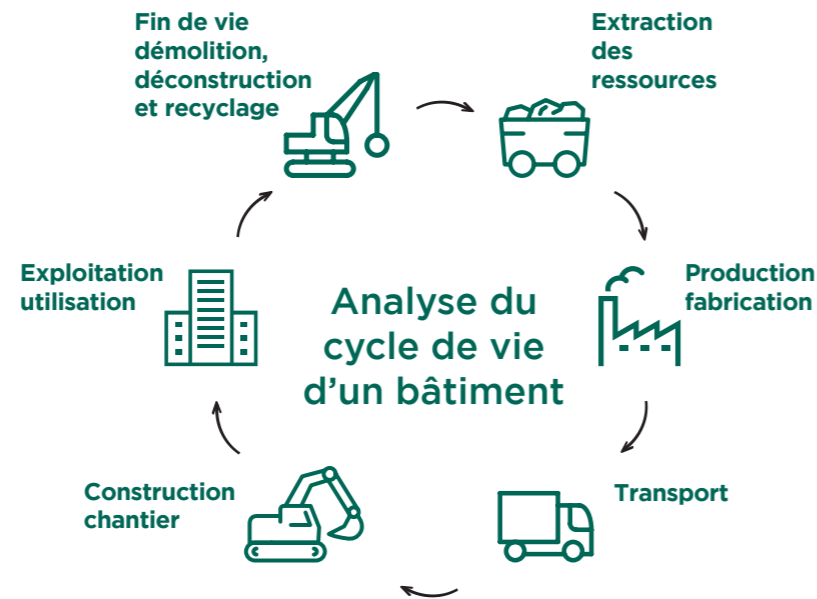 Fin de vie
démolition,
déconstruction
et recyclage
Extraction
des
ressources
Production
fabrication
Transport
Construction
chantier
Exploitation
utilisation
Analyse du
cycle de vie
d’un bâtiment